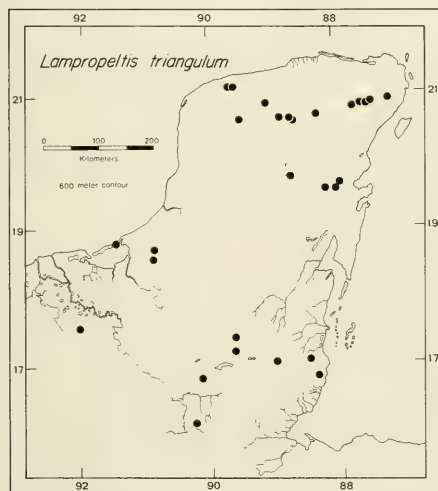 90 88
Lampropeltis triangulum
21 21
0 100 200
Kilometers
600 meter contour
19 19
17 17
92 90 88